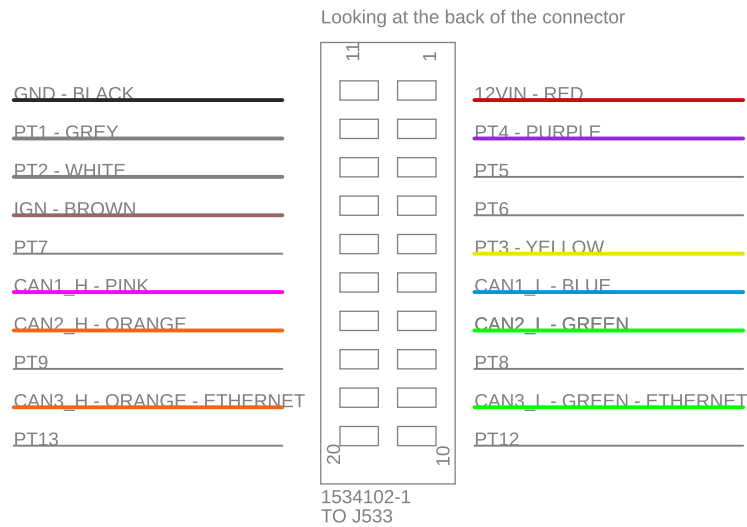 Looking at the back of the connector
11 1
GND - BLACK
12VIN - RED
PT1 - GREY
PT4 - PURPLE
PT2 - WHITE
PT5
IGN - BROWN
PT6
PT7
PT3 - YELLOW
CAN1_H - PINK
CAN1_L - BLUE
CAN2_H - ORANGE
CAN2_L - GREEN
PT9
PT8
CAN3_H - ORANGE - ETHERNET
CAN3_L - GREEN - ETHERNET
PT13
PT12
20 10
1534102-1
TO J533